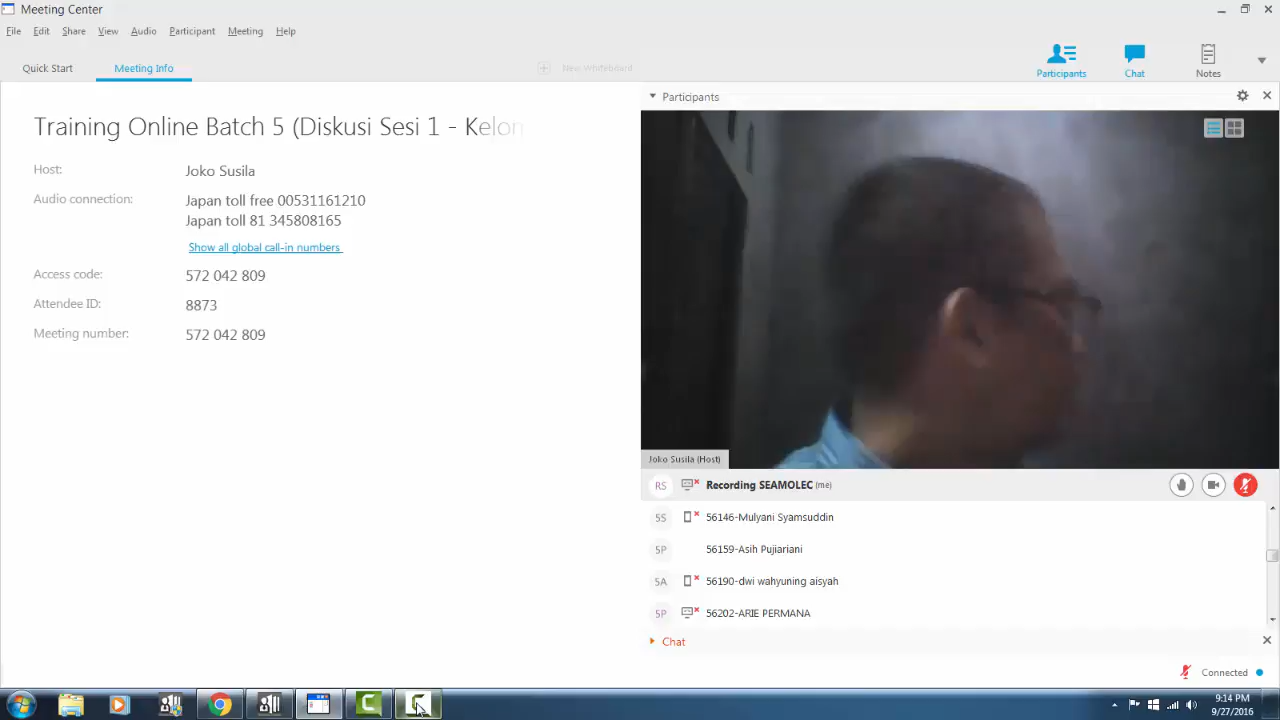 Meeting Center
File Edit Share View Audio Participant Meeting Help
Quick Start Meeting Info New Whiteboard Participants Chat Notes
Participants
Training Online Batch 5 (Diskusi Sesi 1 - Kelom
Host: Joko Susila
Audio connection: Japan toll free 00531161210
Japan toll 81 345808165
Show all global call-in numbers
Access code: 572 042 809
Attendee ID: 8873
Meeting number: 572 042 809
Joko Susila (Host)
RS Recording SEAMOLEC (me)
5S 56146-Mulyani Syamsuddin
5P 56159-Asih Pujiariani
5A 56190-dwi wahyuning aisyah
5P 56202-ARIE PERMANA
Chat
Connected
9:14 PM
9/27/2016